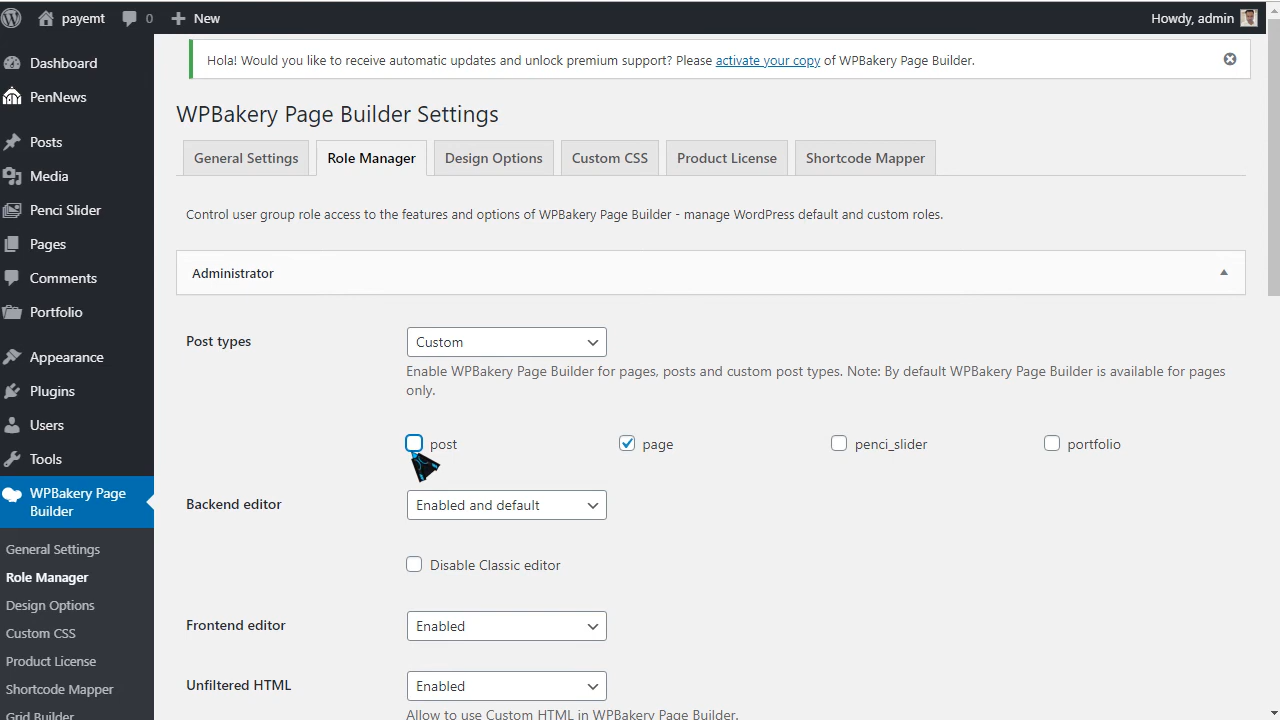 payemt
0
New
Howdy, admin
Dashboard
PenNews
Posts
Media
Penci Slider
Pages
Comments
Portfolio
Appearance
Plugins
Users
Tools
WPBakery Page
Builder
General Settings
Role Manager
Design Options
Custom CSS
Product License
Shortcode Mapper
Grid Builder
Hola! Would you like to receive automatic updates and unlock premium support? Please activate your copy of WPBakery Page Builder.
WPBakery Page Builder Settings
General Settings
Role Manager
Design Options
Custom CSS
Product License
Shortcode Mapper
Control user group role access to the features and options of WPBakery Page Builder - manage WordPress default and custom roles.
Administrator
Post types
Custom
Enable WPBakery Page Builder for pages, posts and custom post types. Note: By default WPBakery Page Builder is available for pages
only.
post
page
penci_slider
portfolio
Backend editor
Enabled and default
Disable Classic editor
Frontend editor
Enabled
Unfiltered HTML
Enabled
Allow to use Custom HTML in WPBakery Page Builder.